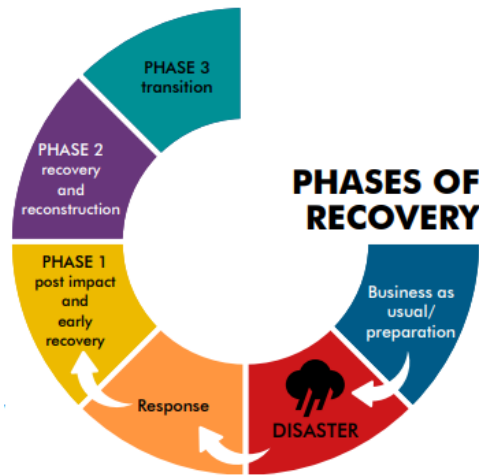 PHASE 3
transition
PHASE 2
recovery
and
reconstruction
PHASES OF
RECOVERY
PHASE 1
post impact
and
early
recovery
Business as
usual/
preparation
Response
DISASTER